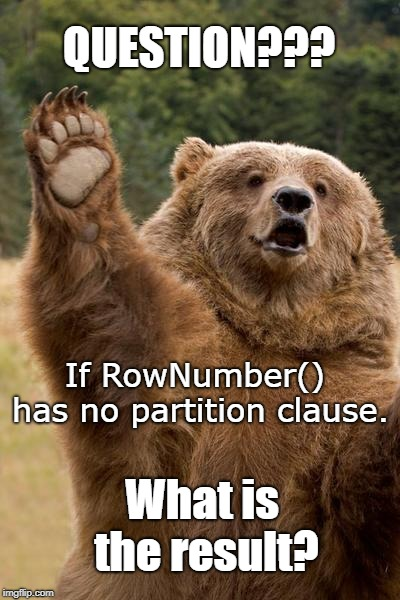 QUESTION???
If RowNumber()
has no partition clause.
What is
the result?
imgflip.com